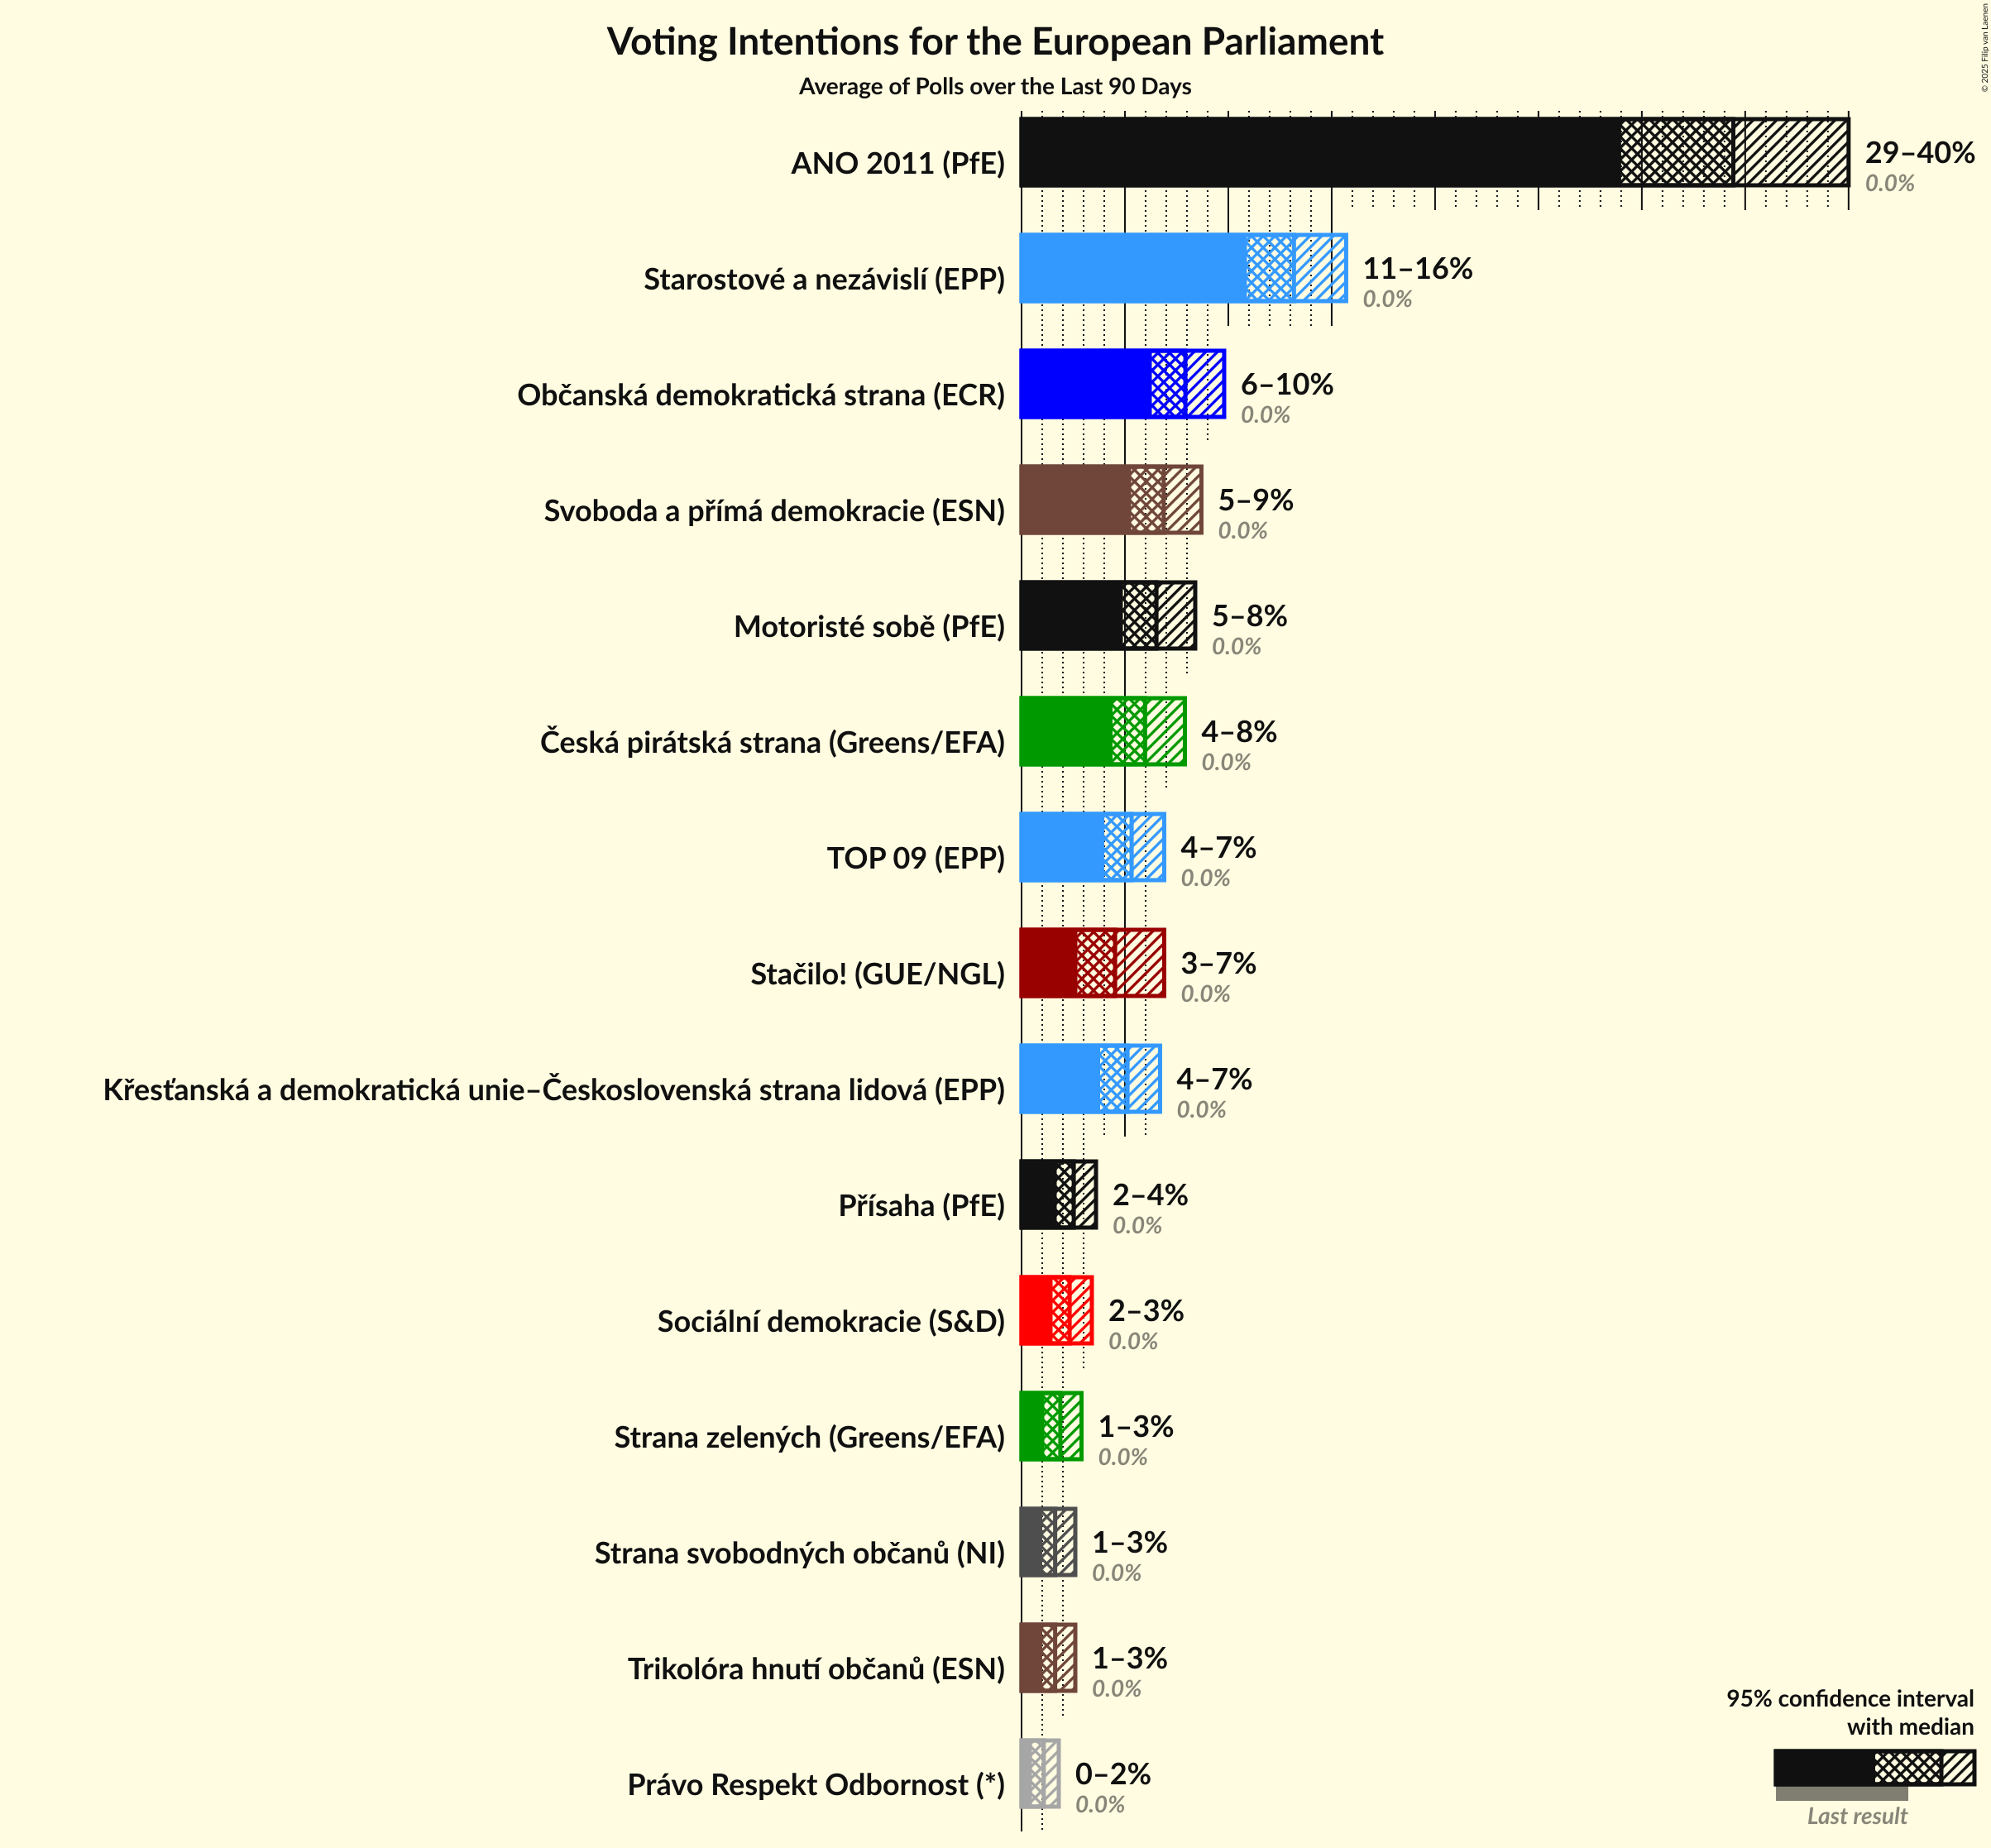 Voting Intentions for the European Parliament
Average of Polls over the Last 90 Days
© 2025 Filip van Laenen
ANO 2011 (PfE)
29–40%
0.0%
Starostové a nezávislí (EPP)
11–16%
0.0%
Občanská demokratická strana (ECR)
6–10%
0.0%
Svoboda a přímá demokracie (ESN)
5–9%
0.0%
Motoristé sobě (PfE)
5–8%
0.0%
Česká pirátská strana (Greens/EFA)
4–8%
0.0%
TOP 09 (EPP)
4–7%
0.0%
Stačilo! (GUE/NGL)
3–7%
0.0%
Křesťanská a demokratická unie–Československá strana lidová (EPP)
4–7%
0.0%
Přísaha (PfE)
2–4%
0.0%
Sociální demokracie (S&D)
2–3%
0.0%
Strana zelených (Greens/EFA)
1–3%
0.0%
Strana svobodných občanů (NI)
1–3%
0.0%
Trikolóra hnutí občanů (ESN)
1–3%
0.0%
Právo Respekt Odbornost (*)
0–2%
0.0%
95% confidence interval
with median
Last result